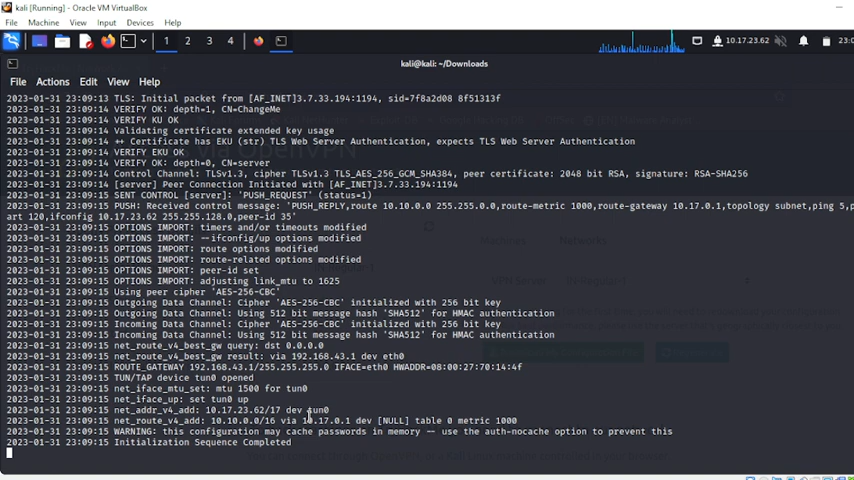 kali [Running] - Oracle VM VirtualBox
File Machine View Input Devices Help
1 2 3 4 10.17.23.62 23:0
kali@kali: ~/Downloads
File Actions Edit View Help
2023-01-31 23:09:13 TLS: Initial packet from [AF_INET]3.7.33.194:1194, sid=7f8a2d08 8f51313f
2023-01-31 23:09:14 VERIFY OK: depth=1, CN=ChangeMe
2023-01-31 23:09:14 VERIFY KU OK
2023-01-31 23:09:14 Validating certificate extended key usage
2023-01-31 23:09:14 ++ Certificate has EKU (str) TLS Web Server Authentication, expects TLS Web Server Authentication
2023-01-31 23:09:14 VERIFY EKU OK
2023-01-31 23:09:14 VERIFY OK: depth=0, CN=server
2023-01-31 23:09:14 Control Channel: TLSv1.3, cipher TLSv1.3 TLS_AES_256_GCM_SHA384, peer certificate: 2048 bit RSA, signature: RSA-SHA256
2023-01-31 23:09:14 [server] Peer Connection Initiated with [AF_INET]3.7.33.194:1194
2023-01-31 23:09:15 SENT CONTROL [server]: 'PUSH_REQUEST' (status=1)
2023-01-31 23:09:15 PUSH: Received control message: 'PUSH_REPLY,route 10.10.0.0 255.255.0.0,route-metric 1000,route-gateway 10.17.0.1,topology subnet,ping 5,p
art 120,ifconfig 10.17.23.62 255.255.128.0,peer-id 35'
2023-01-31 23:09:15 OPTIONS IMPORT: timers and/or timeouts modified
2023-01-31 23:09:15 OPTIONS IMPORT: --ifconfig/up options modified
2023-01-31 23:09:15 OPTIONS IMPORT: route options modified
2023-01-31 23:09:15 OPTIONS IMPORT: route-related options modified
2023-01-31 23:09:15 OPTIONS IMPORT: peer-id set
2023-01-31 23:09:15 OPTIONS IMPORT: adjusting link_mtu to 1625
2023-01-31 23:09:15 Using peer cipher 'AES-256-CBC'
2023-01-31 23:09:15 Outgoing Data Channel: Cipher 'AES-256-CBC' initialized with 256 bit key
2023-01-31 23:09:15 Outgoing Data Channel: Using 512 bit message hash 'SHA512' for HMAC authentication
2023-01-31 23:09:15 Incoming Data Channel: Cipher 'AES-256-CBC' initialized with 256 bit key
2023-01-31 23:09:15 Incoming Data Channel: Using 512 bit message hash 'SHA512' for HMAC authentication
2023-01-31 23:09:15 net_route_v4_best_gw query: dst 0.0.0.0
2023-01-31 23:09:15 net_route_v4_best_gw result: via 192.168.43.1 dev eth0
2023-01-31 23:09:15 ROUTE_GATEWAY 192.168.43.1/255.255.255.0 IFACE=eth0 HWADDR=08:00:27:70:14:4f
2023-01-31 23:09:15 TUN/TAP device tun0 opened
2023-01-31 23:09:15 net_iface_mtu_set: mtu 1500 for tun0
2023-01-31 23:09:15 net_iface_up: set tun0 up
2023-01-31 23:09:15 net_addr_v4_add: 10.17.23.62/17 dev tun0
2023-01-31 23:09:15 net_route_v4_add: 10.10.0.0/16 via 10.17.0.1 dev [NULL] table 0 metric 1000
2023-01-31 23:09:15 WARNING: this configuration may cache passwords in memory -- use the auth-nocache option to prevent this
2023-01-31 23:09:15 Initialization Sequence Completed